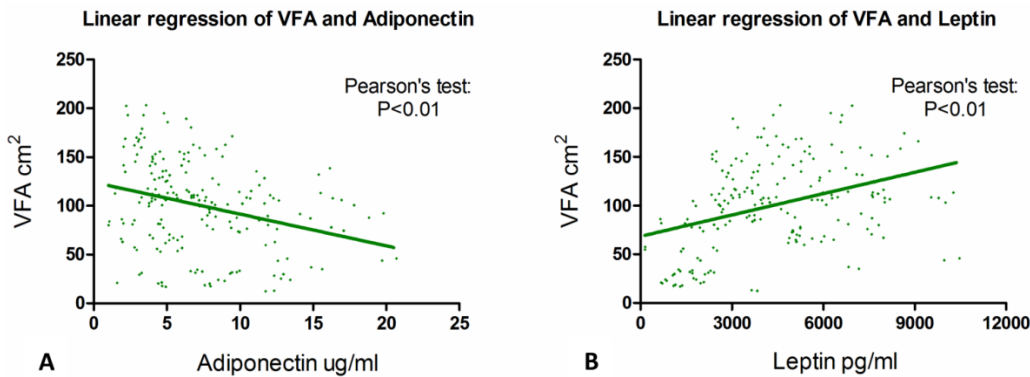 Linear regression of VFA and Adiponectin
250
200
150
100
50
0
VFA cm²
Pearson's test:
P<0.01
0 5 10 15 20 25
A
Adiponectin ug/ml
Linear regression of VFA and Leptin
250
200
150
100
50
0
VFA cm²
Pearson's test:
P<0.01
0 3000 6000 9000 12000
B
Leptin pg/ml